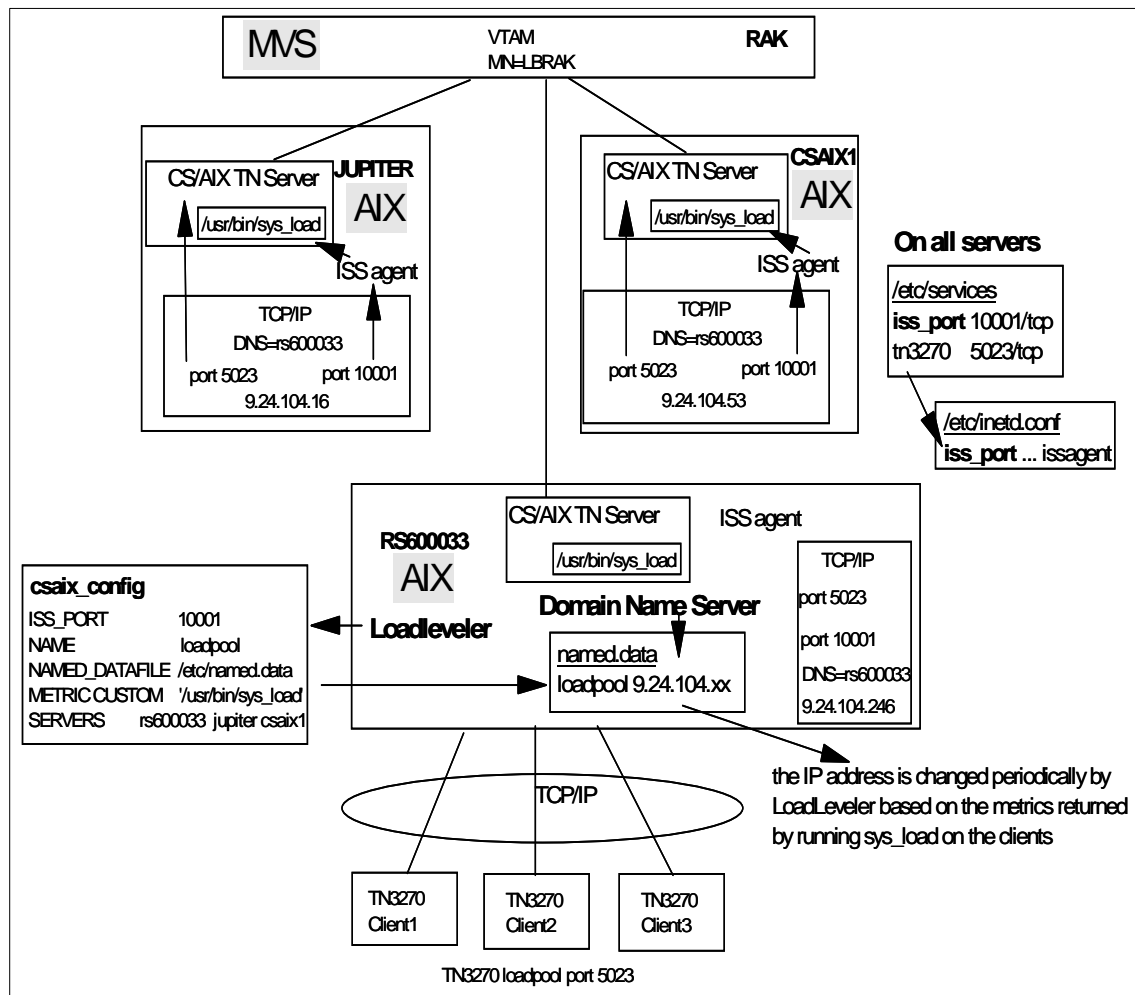 MVS
VTAM
MN=LBRAK
RAK
JUPITER
CS/AIX TN Server
AIX
/usr/bin/sys_load
ISS agent
TCP/IP
DNS=rs600033
port 5023
port 10001
9.24.104.16
CSAIX1
CS/AIX TN Server
AIX
/usr/bin/sys_load
ISS agent
TCP/IP
DNS=rs600033
port 5023
port 10001
9.24.104.53
On all servers
/etc/services
iss_port 10001/tcp
tn3270 5023/tcp
/etc/inetd.conf
iss_port ... issagent
RS600033
AIX
Loadleveler
CS/AIX TN Server
/usr/bin/sys_load
ISS agent
Domain Name Server
named.data
loadpool 9.24.104.xx
TCP/IP
port 5023
port 10001
DNS=rs600033
9.24.104.246
csaix_config
ISS_PORT 10001
NAME loadpool
NAMED_DATAFILE /etc/named.data
METRIC CUSTOM '/usr/bin/sys_load'
SERVERS rs600033 jupiter csaix1
the IP address is changed periodically by
LoadLeveler based on the metrics returned
by running sys_load on the clients
TCP/IP
TN3270
Client1
TN3270
Client2
TN3270
Client3
TN3270 loadpool port 5023